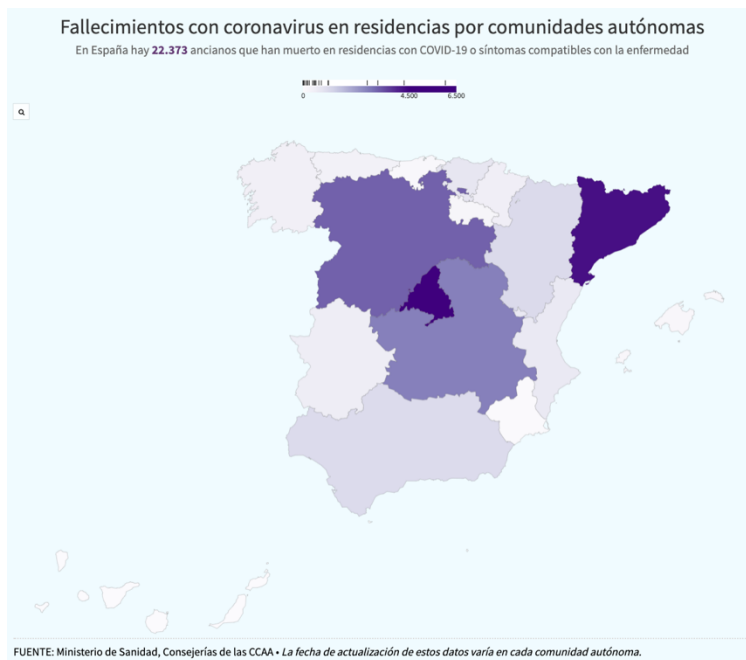 Fallecimientos con coronavirus en residencias por comunidades autónomas
En España hay 22.373 ancianos que han muerto en residencias con COVID-19 o síntomas compatibles con la enfermedad
0 4.500 6.500
FUENTE: Ministerio de Sanidad, Consejerías de las CCAA • La fecha de actualización de estos datos varía en cada comunidad autónoma.